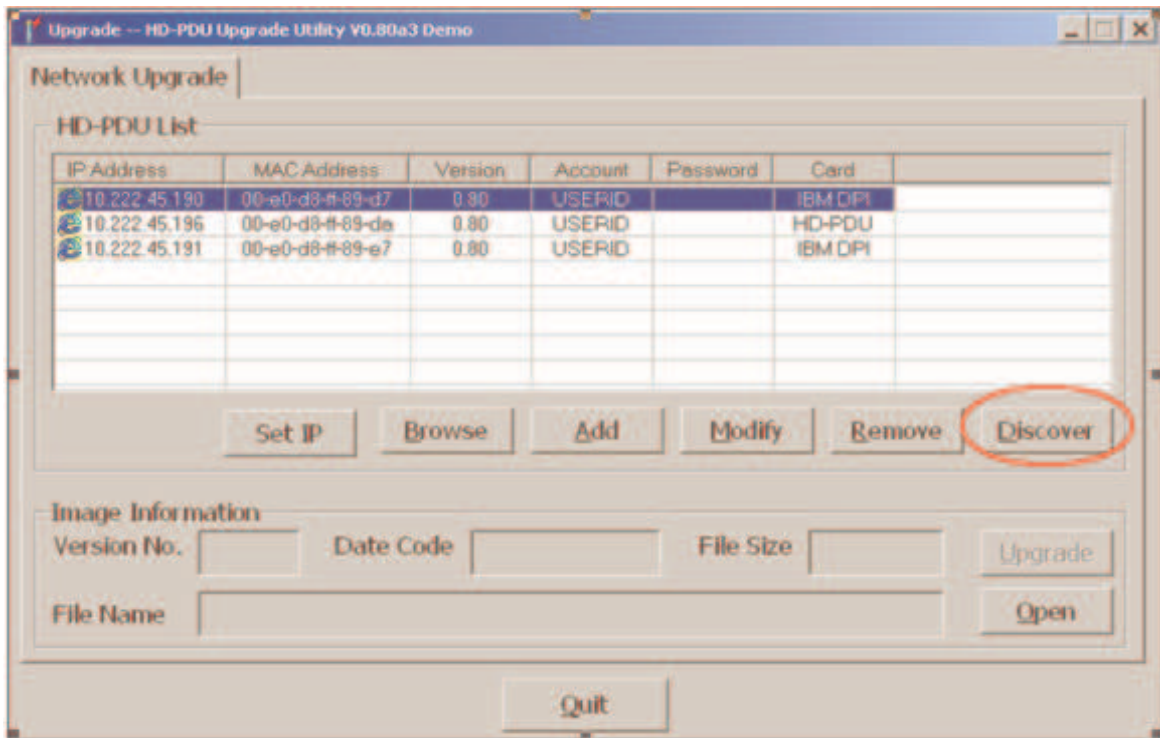 Upgrade -- HD-PDU Upgrade Utility V0.80a3 Demo
Network Upgrade
HD-PDU List
IP Address MAC Address Version Account Password Card
10.222.45.190 00-e0-d8-ff-89-d7 0.80 USERID IBM DPI
10.222.45.196 00-e0-d8-ff-89-da 0.80 USERID HD-PDU
10.222.45.191 00-e0-d8-ff-89-e7 0.80 USERID IBM DPI
Set IP Browse Add Modify Remove Discover
Image Information
Version No. Date Code File Size Upgrade
File Name Open
Quit